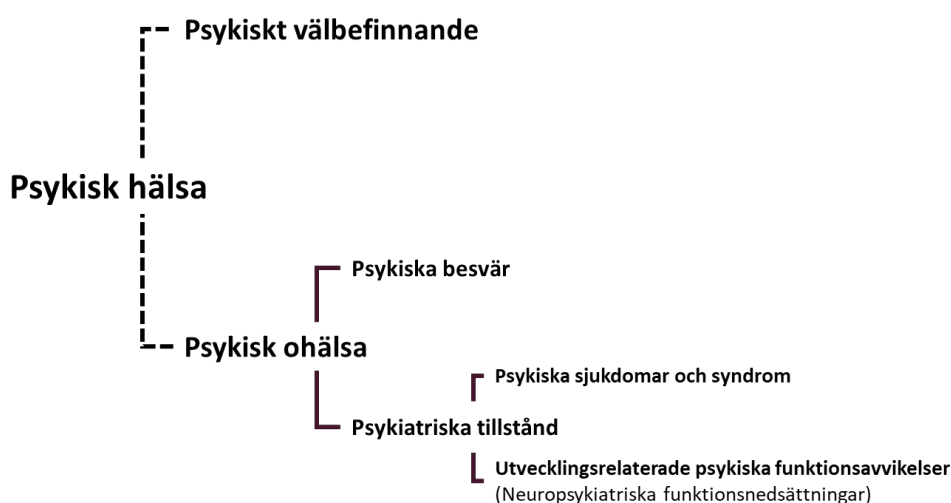 Psykiskt välbefinnande
Psykisk hälsa
Psykiska besvär
Psykisk ohälsa
Psykiska sjukdomar och syndrom
Psykiatriska tillstånd
Utvecklingsrelaterade psykiska funktionsavvikelser
(Neuropsykiatriska funktionsnedsättningar)